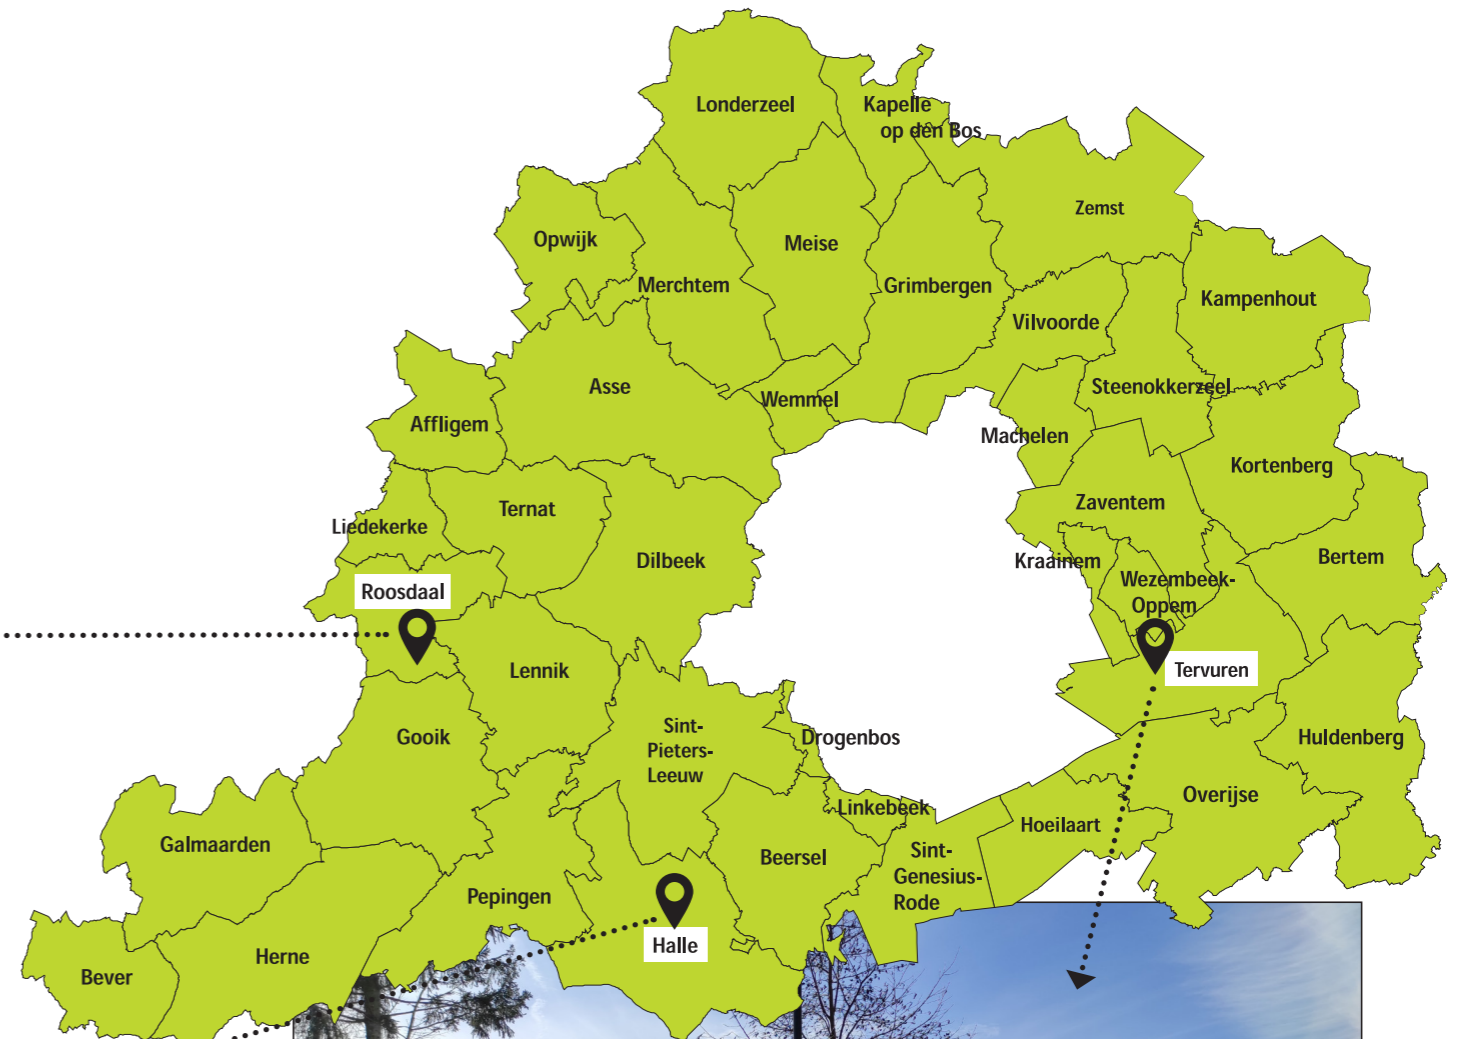 Londerzeel
Kapelle
op den Bos
Zemst
Opwijk
Meise
Merchtem
Grimbergen
Kampenhout
Vilvoorde
Asse
Wemmel
Steenokkerzeel
Affligem
Machelen
Kortenberg
Zaventem
Ternat
Liedekerke
Dilbeek
Kraainem
Bertem
Wezembeek-
Oppem
Roosdaal
Lennik
Tervuren
Sint-
Pieters-
Leeuw
Gooik
Drogenbos
Huldenberg
Overijse
Linkebeek
Hoeilaart
Galmaarden
Beersel
Sint-
Genesius-
Rode
Pepingen
Halle
Herne
Bever